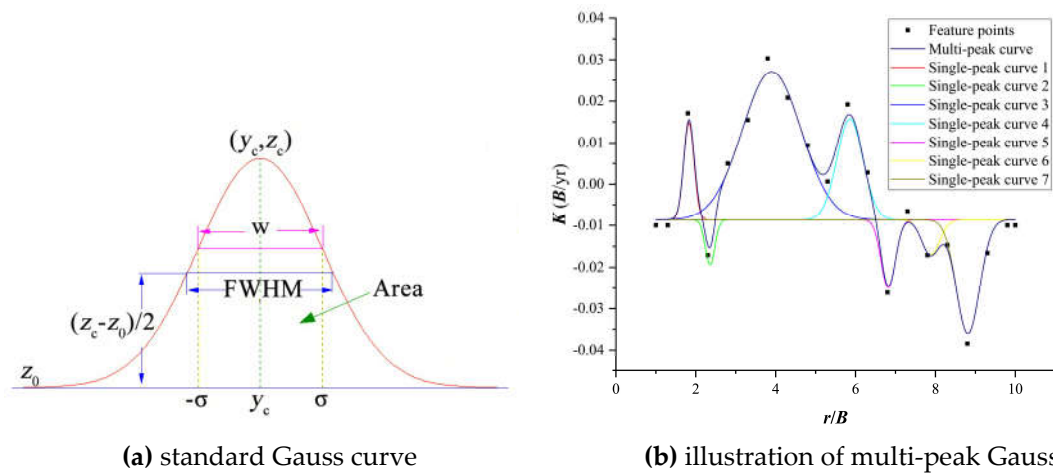 (y_c,z_c)
w
FWHM
Area
(z_c-z_0)/2
z_0
-σ
y_c
σ
(a) standard Gauss curve
0.04
0.03
0.02
0.01
0.00
-0.01
-0.02
-0.03
-0.04
K (B/yr)
Feature points
Multi-peak curve
Single-peak curve 1
Single-peak curve 2
Single-peak curve 3
Single-peak curve 4
Single-peak curve 5
Single-peak curve 6
Single-peak curve 7
0 2 4 6 8 10
r/B
(b) illustration of multi-peak Gauss